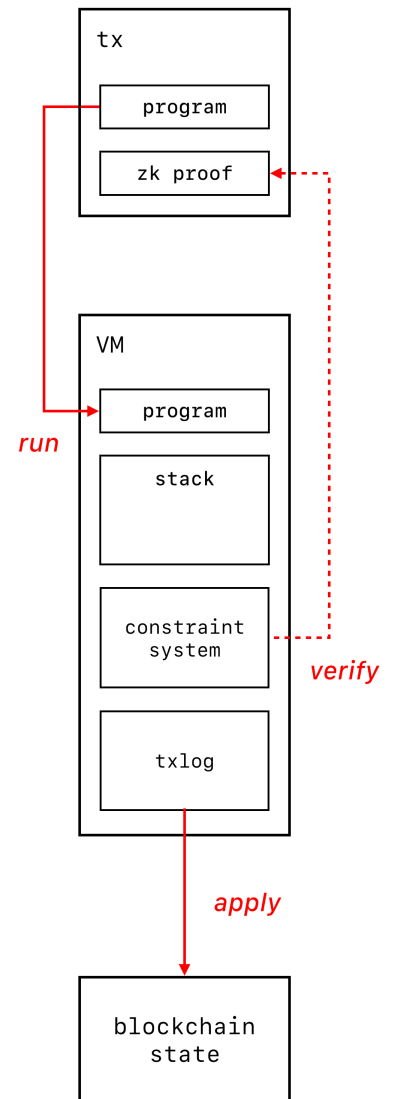 tx
program
zk proof
VM
program
run
stack
constraint
system
verify
txlog
apply
blockchain
state